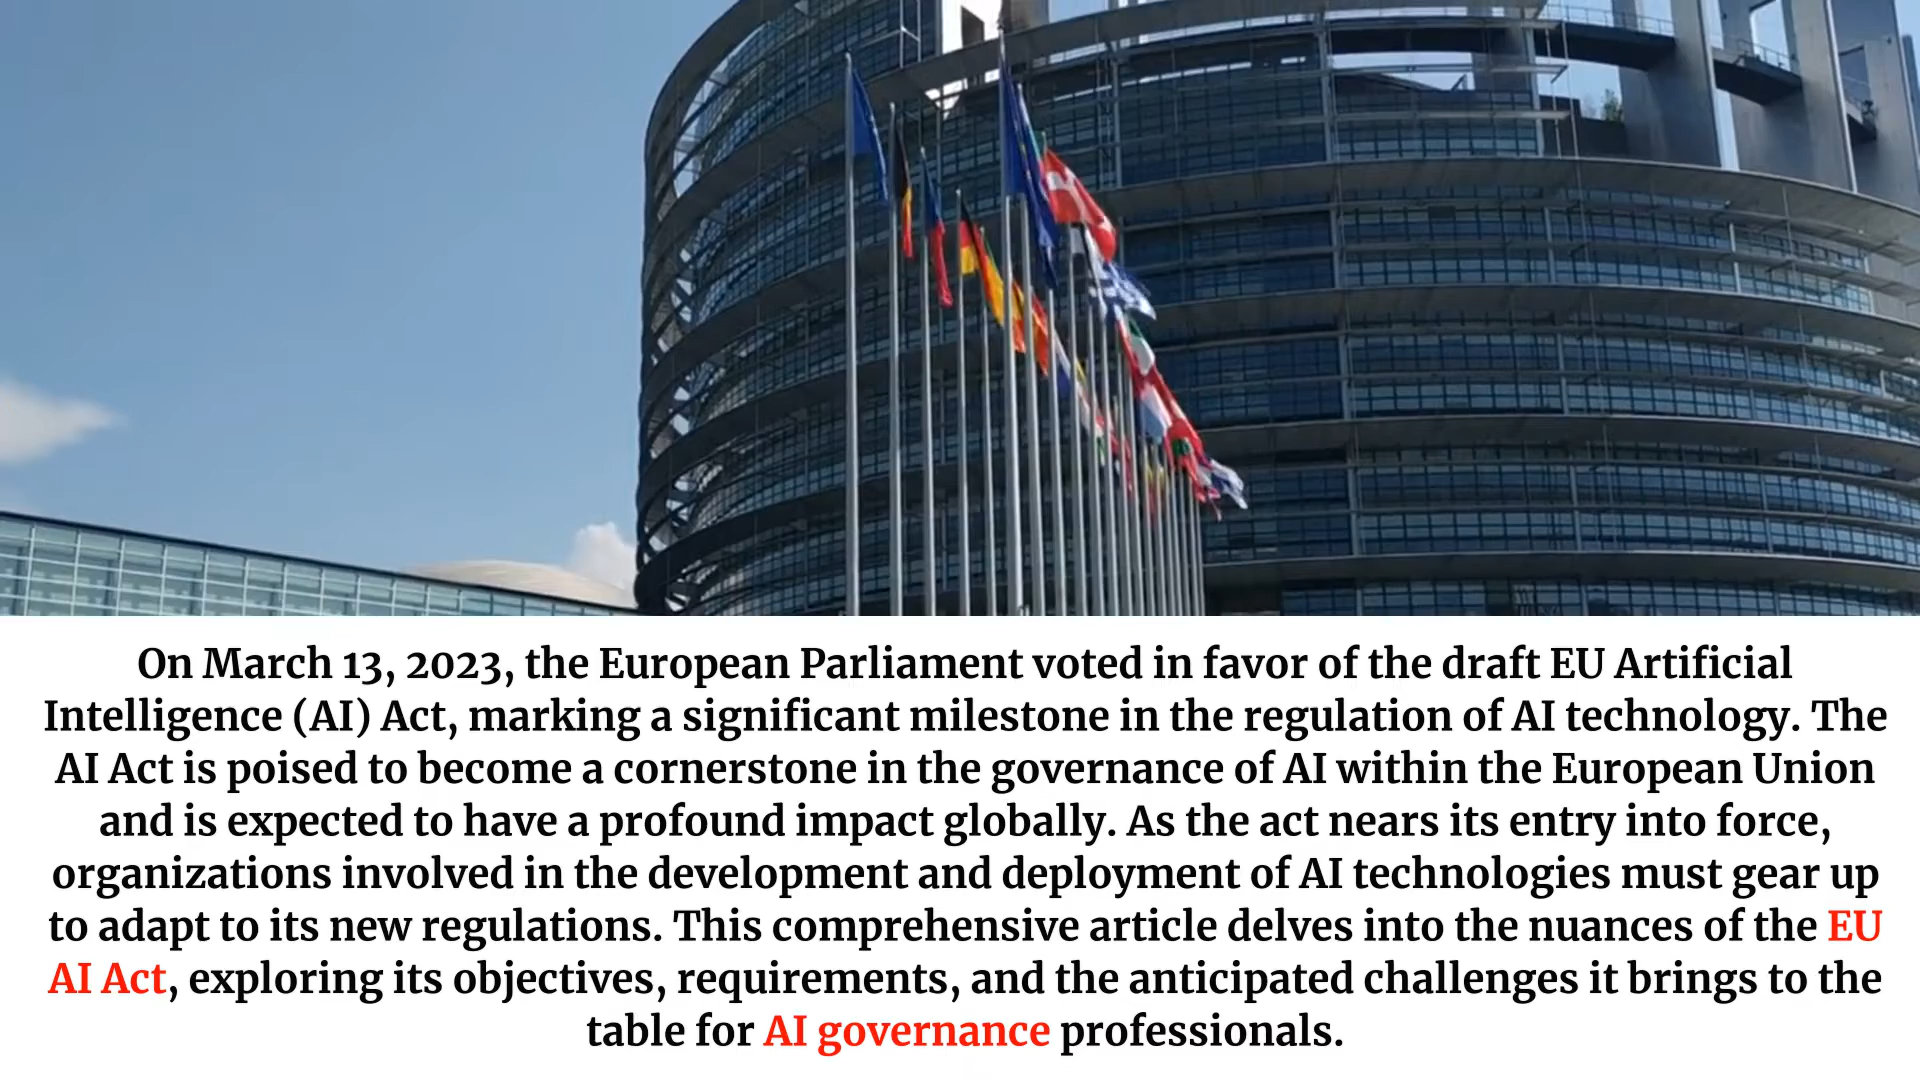 On March 13, 2023, the European Parliament voted in favor of the draft EU Artificial
Intelligence (AI) Act, marking a significant milestone in the regulation of AI technology. The
AI Act is poised to become a cornerstone in the governance of AI within the European Union
and is expected to have a profound impact globally. As the act nears its entry into force,
organizations involved in the development and deployment of AI technologies must gear up
to adapt to its new regulations. This comprehensive article delves into the nuances of the EU
AI Act, exploring its objectives, requirements, and the anticipated challenges it brings to the
table for AI governance professionals.